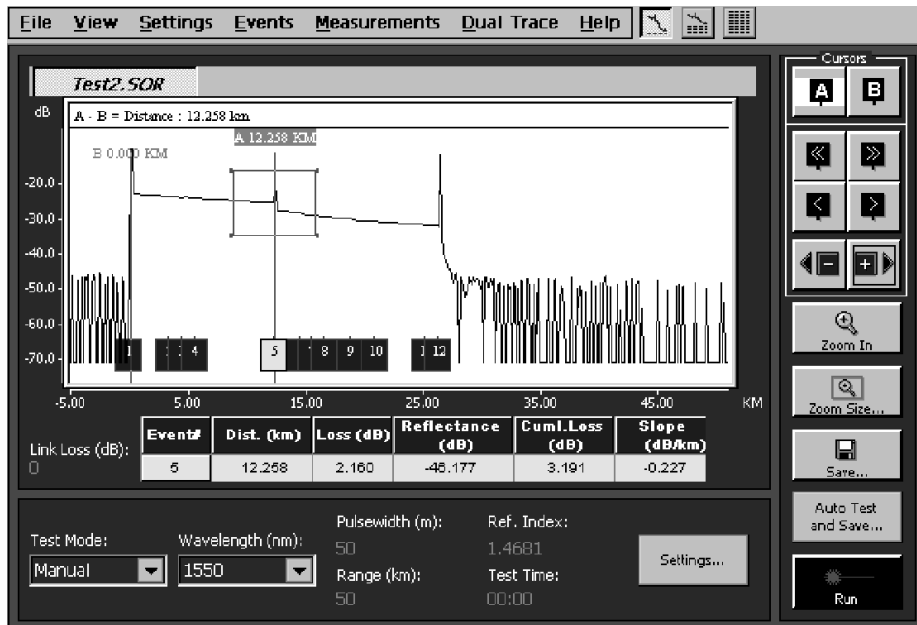 File View Settings Events Measurements Dual Trace Help
Cursors
Test2.SOR
A B
dB
A - B = Distance : 12.258 km
A 12.258 KM
B 0.000 KM
-20.0
-30.0
-40.0
-50.0
-60.0
-70.0
1 4 5 8 9 10 1 12
-5.00 5.00 15.00 25.00 35.00 45.00 KM
Zoom In
Zoom Size...
Save...
Auto Test
and Save...
Run
Link Loss (dB):
0
Event# Dist. (km) Loss (dB) Reflectance (dB) Cuml.Loss (dB) Slope (dB/km)
5 12.258 2.160 -46.177 3.191 -0.227
Test Mode: Wavelength (nm): Pulsewidth (m): Ref. Index:
Manual 1550 50 1.4681
Range (km): Test Time:
50 00:00
Settings...